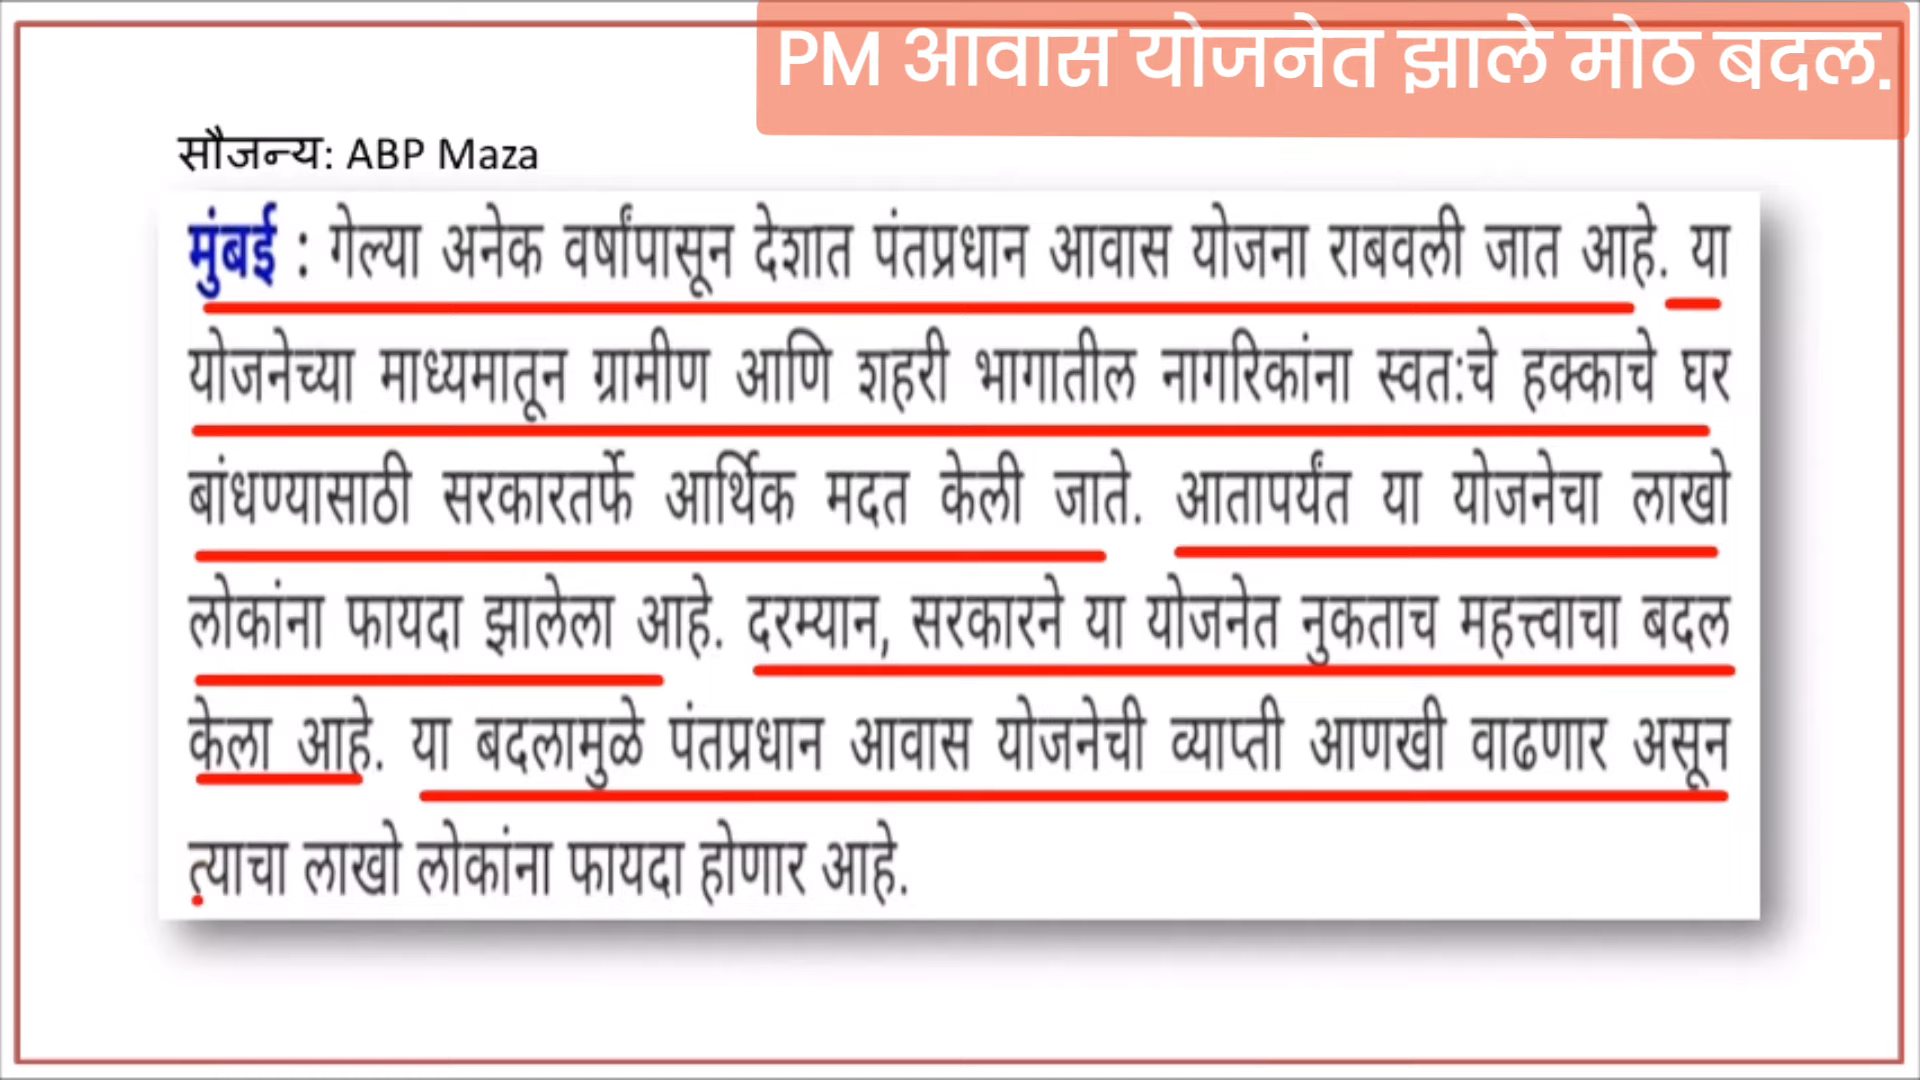 PM आवास योजनेत झाले मोठ बदल.
सौजन्य: ABP Maza
मुंबई : गेल्या अनेक वर्षांपासून देशात पंतप्रधान आवास योजना राबवली जात आहे. या
योजनेच्या माध्यमातून ग्रामीण आणि शहरी भागातील नागरिकांना स्वत:चे हक्काचे घर
बांधण्यासाठी सरकारतर्फे आर्थिक मदत केली जाते. आतापर्यंत या योजनेचा लाखो
लोकांना फायदा झालेला आहे. दरम्यान, सरकारने या योजनेत नुकताच महत्त्वाचा बदल
केला आहे. या बदलामुळे पंतप्रधान आवास योजनेची व्याप्ती आणखी वाढणार असून
त्याचा लाखो लोकांना फायदा होणार आहे.